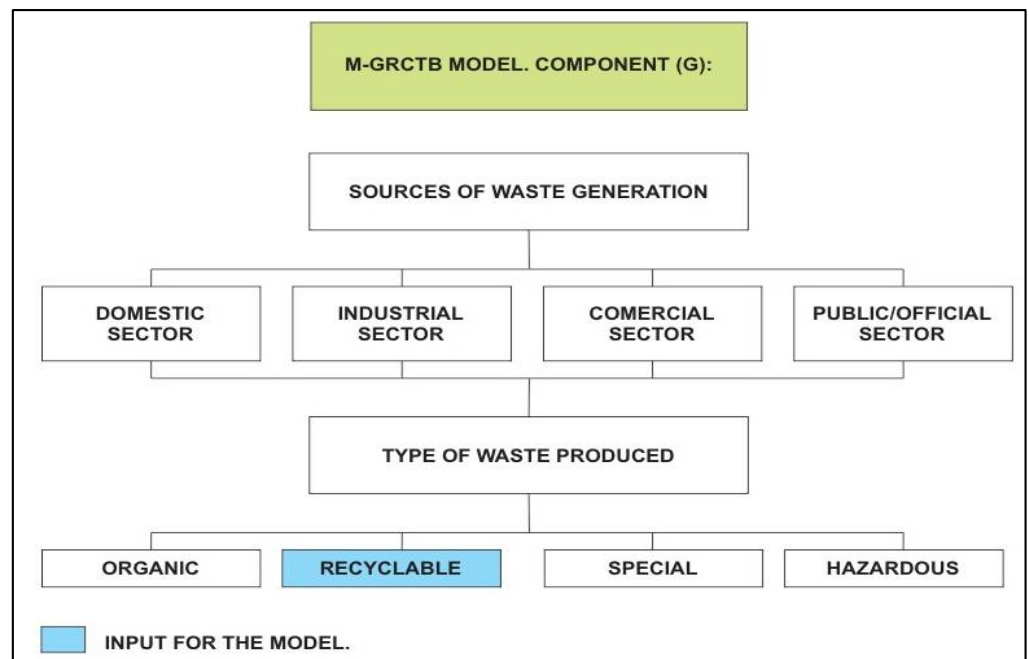 M-GRCTB MODEL. COMPONENT (G):
SOURCES OF WASTE GENERATION
DOMESTIC
SECTOR
INDUSTRIAL
SECTOR
COMERCIAL
SECTOR
PUBLIC/OFFICIAL
SECTOR
TYPE OF WASTE PRODUCED
ORGANIC
RECYCLABLE
SPECIAL
HAZARDOUS
INPUT FOR THE MODEL.